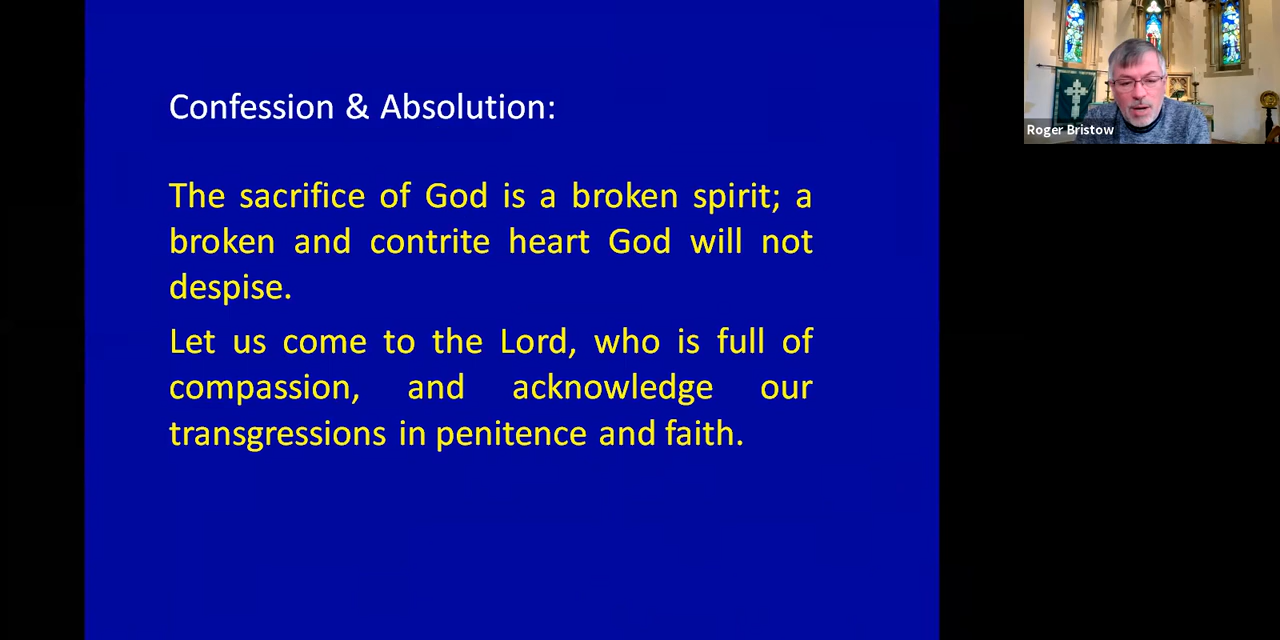 Confession & Absolution:
The sacrifice of God is a broken spirit; a
broken and contrite heart God will not
despise.
Let us come to the Lord, who is full of
compassion, and acknowledge our
transgressions in penitence and faith.
Roger Bristow